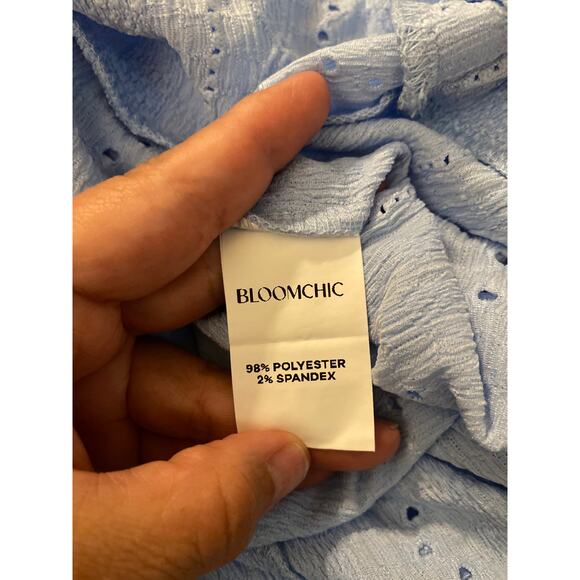 BLOOMCHIC
98% POLYESTER
2% SPANDEX